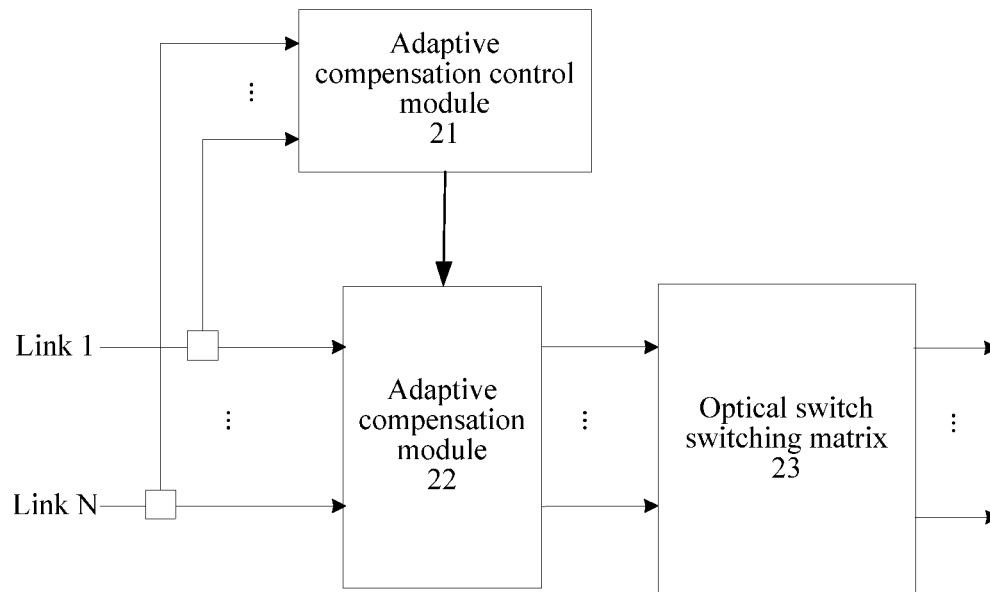 Adaptive
compensation control
module
21
⋮
Link 1
⋮
Adaptive
compensation
module
22
⋮
Optical switch
switching matrix
23
⋮
Link N